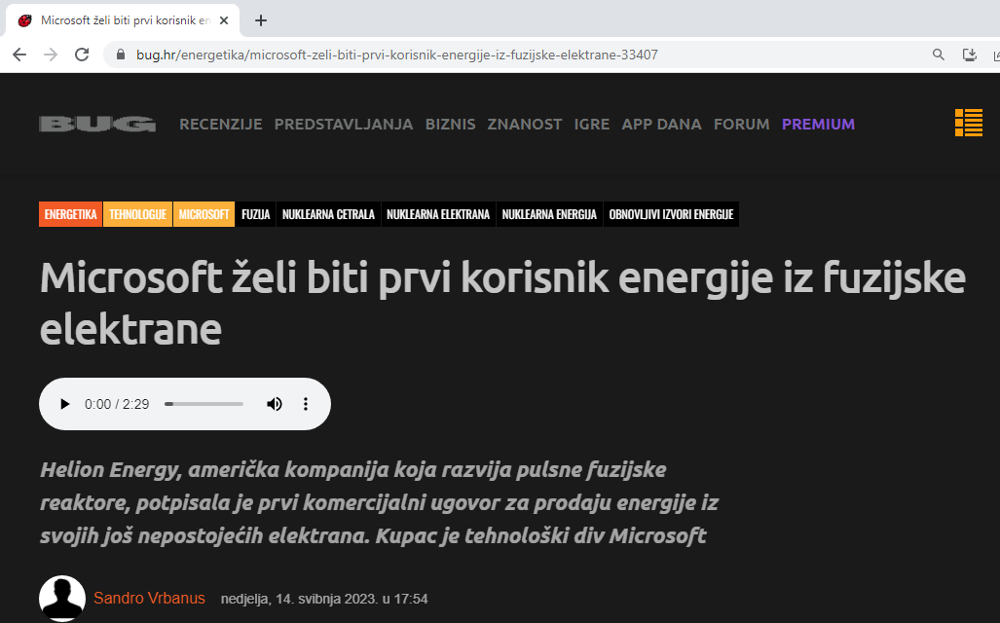 Microsoft želi biti prvi korisnik en
bug.hr/energetika/microsoft-zeli-biti-prvi-korisnik-energije-iz-fuzijske-elektrane-33407
BUG RECENZIJE PREDSTAVLJANJA BIZNIS ZNANOST IGRE APP DANA FORUM PREMIUM
ENERGETIKA TEHNOLOGIJE MICROSOFT FUZIJA NUKLEARNA CETRALA NUKLEARNA ELEKTRANA NUKLEARNA ENERGIJA OBNOVLJIVI IZVORI ENERGIJE
Microsoft želi biti prvi korisnik energije iz fuzijske
elektrane
0:00 / 2:29
Helion Energy, američka kompanija koja razvija pulsne fuzijske
reaktore, potpisala je prvi komercijalni ugovor za prodaju energije iz
svojih još nepostojećih elektrana. Kupac je tehnološki div Microsoft
Sandro Vrbanus nedjelja, 14. svibnja 2023. u 17:54